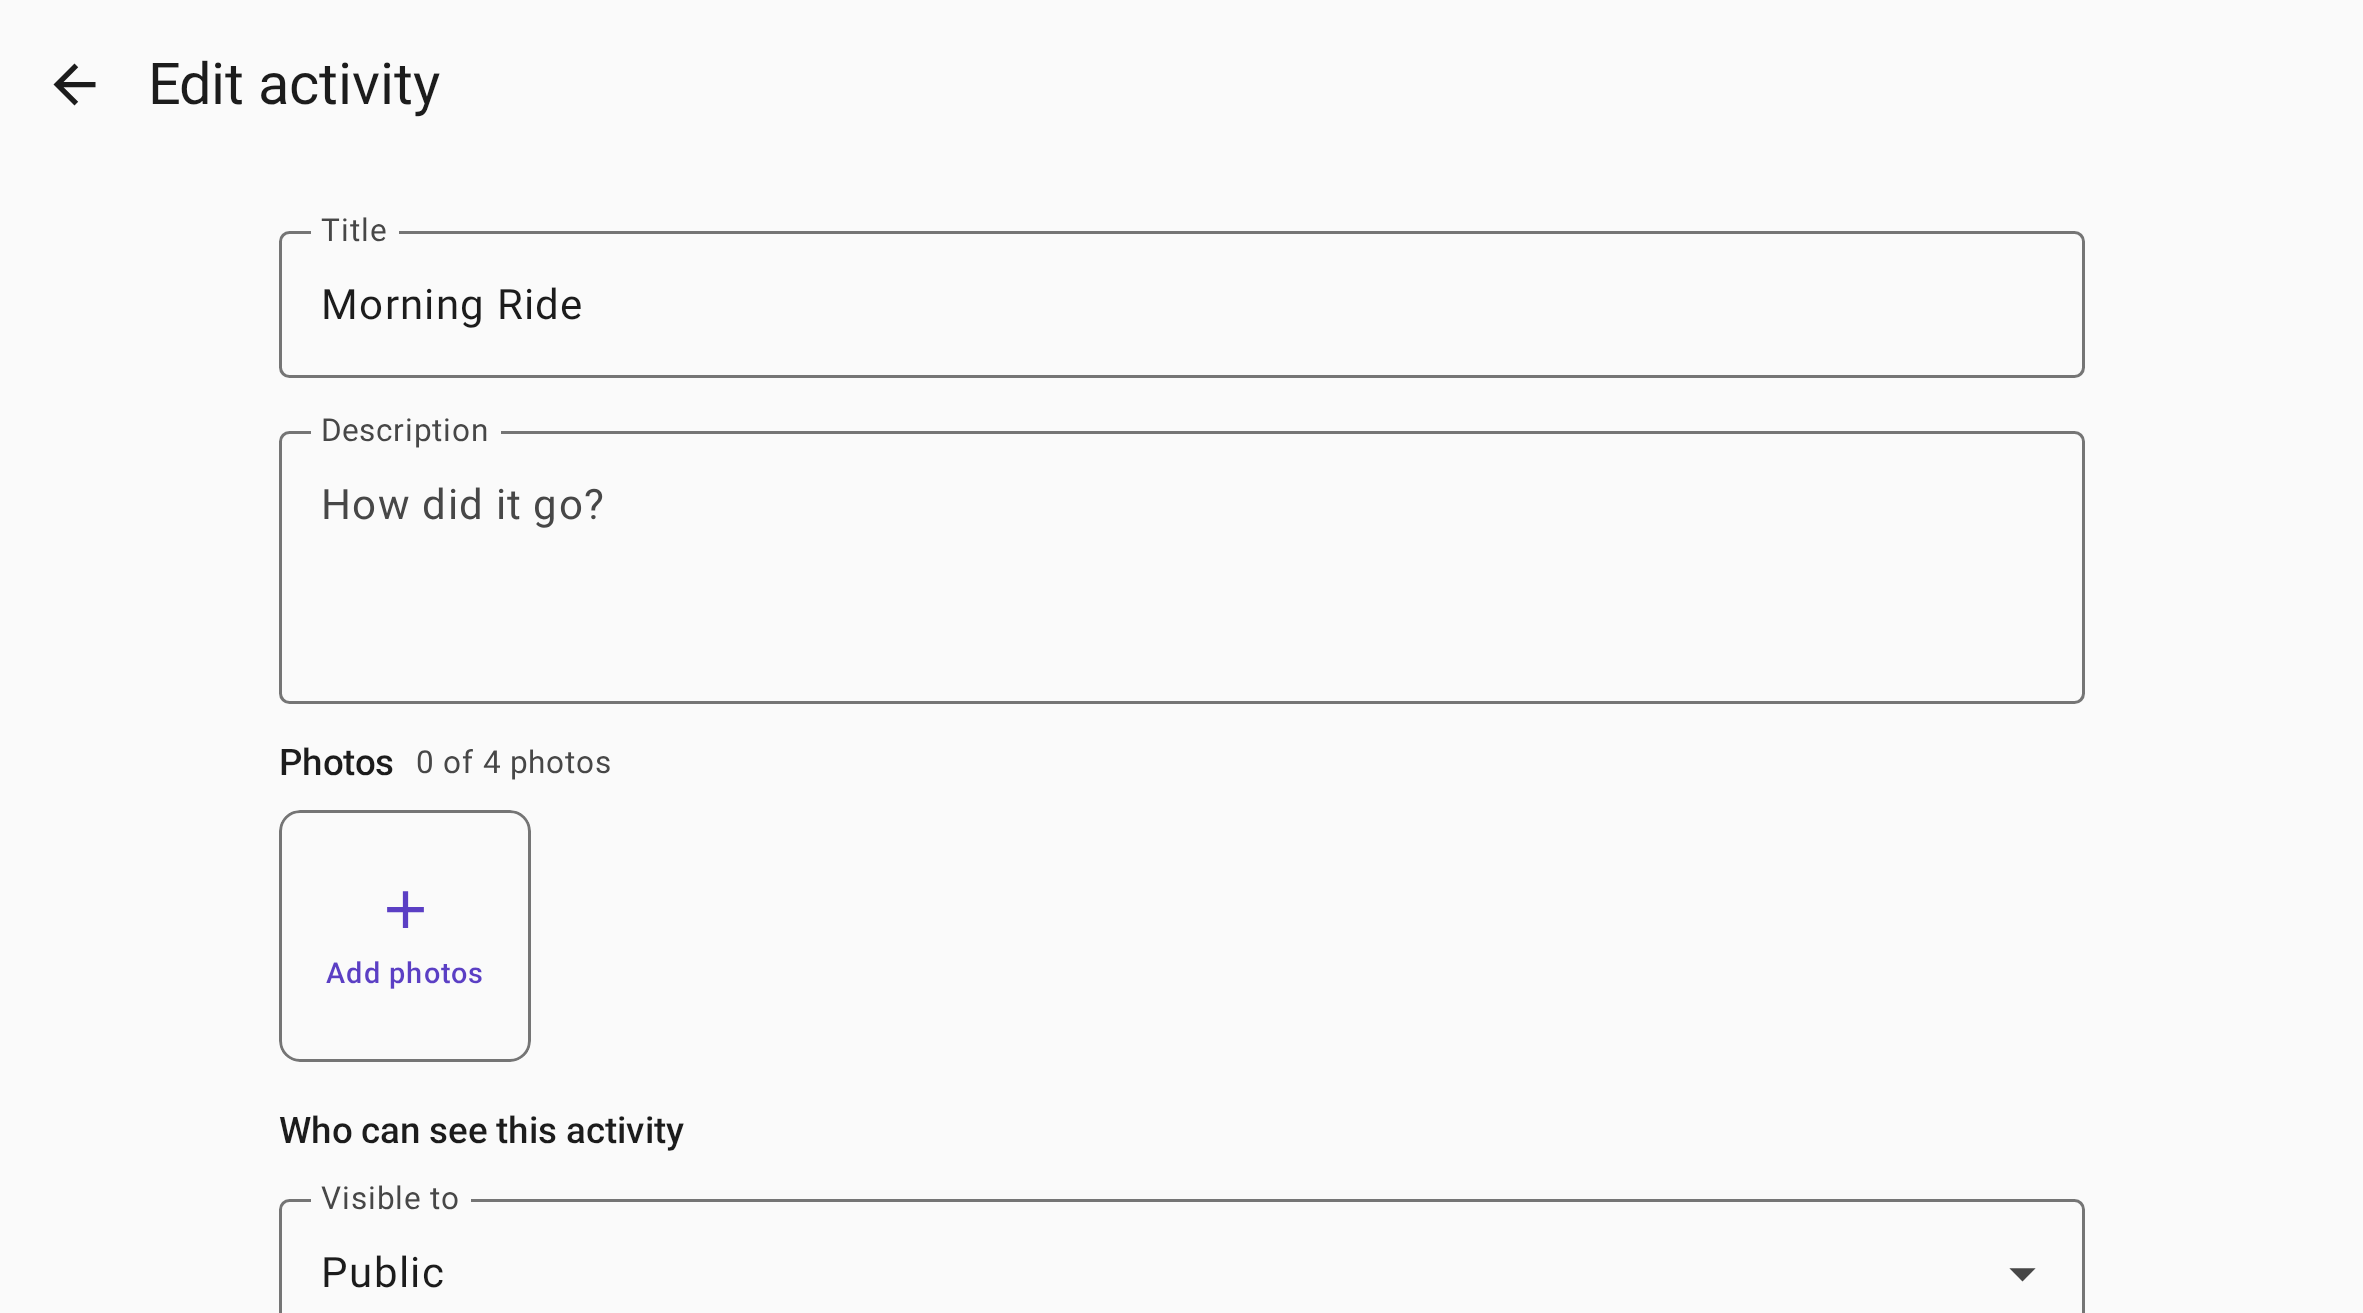 Edit activity
Title
Morning Ride
Description
How did it go?
Photos 0 of 4 photos
Add photos
Who can see this activity
Visible to
Public